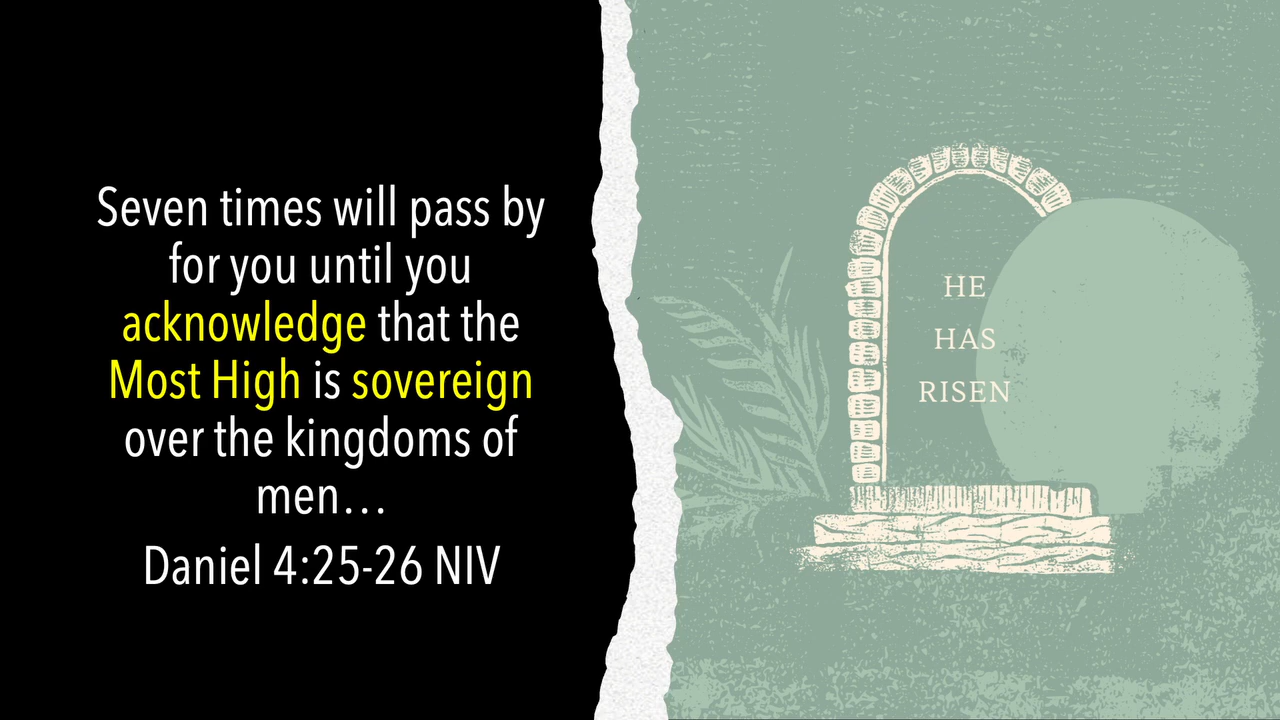 Seven times will pass by
for you until you
acknowledge that the
Most High is sovereign
over the kingdoms of
men…
Daniel 4:25-26 NIV
HE
HAS
RISEN